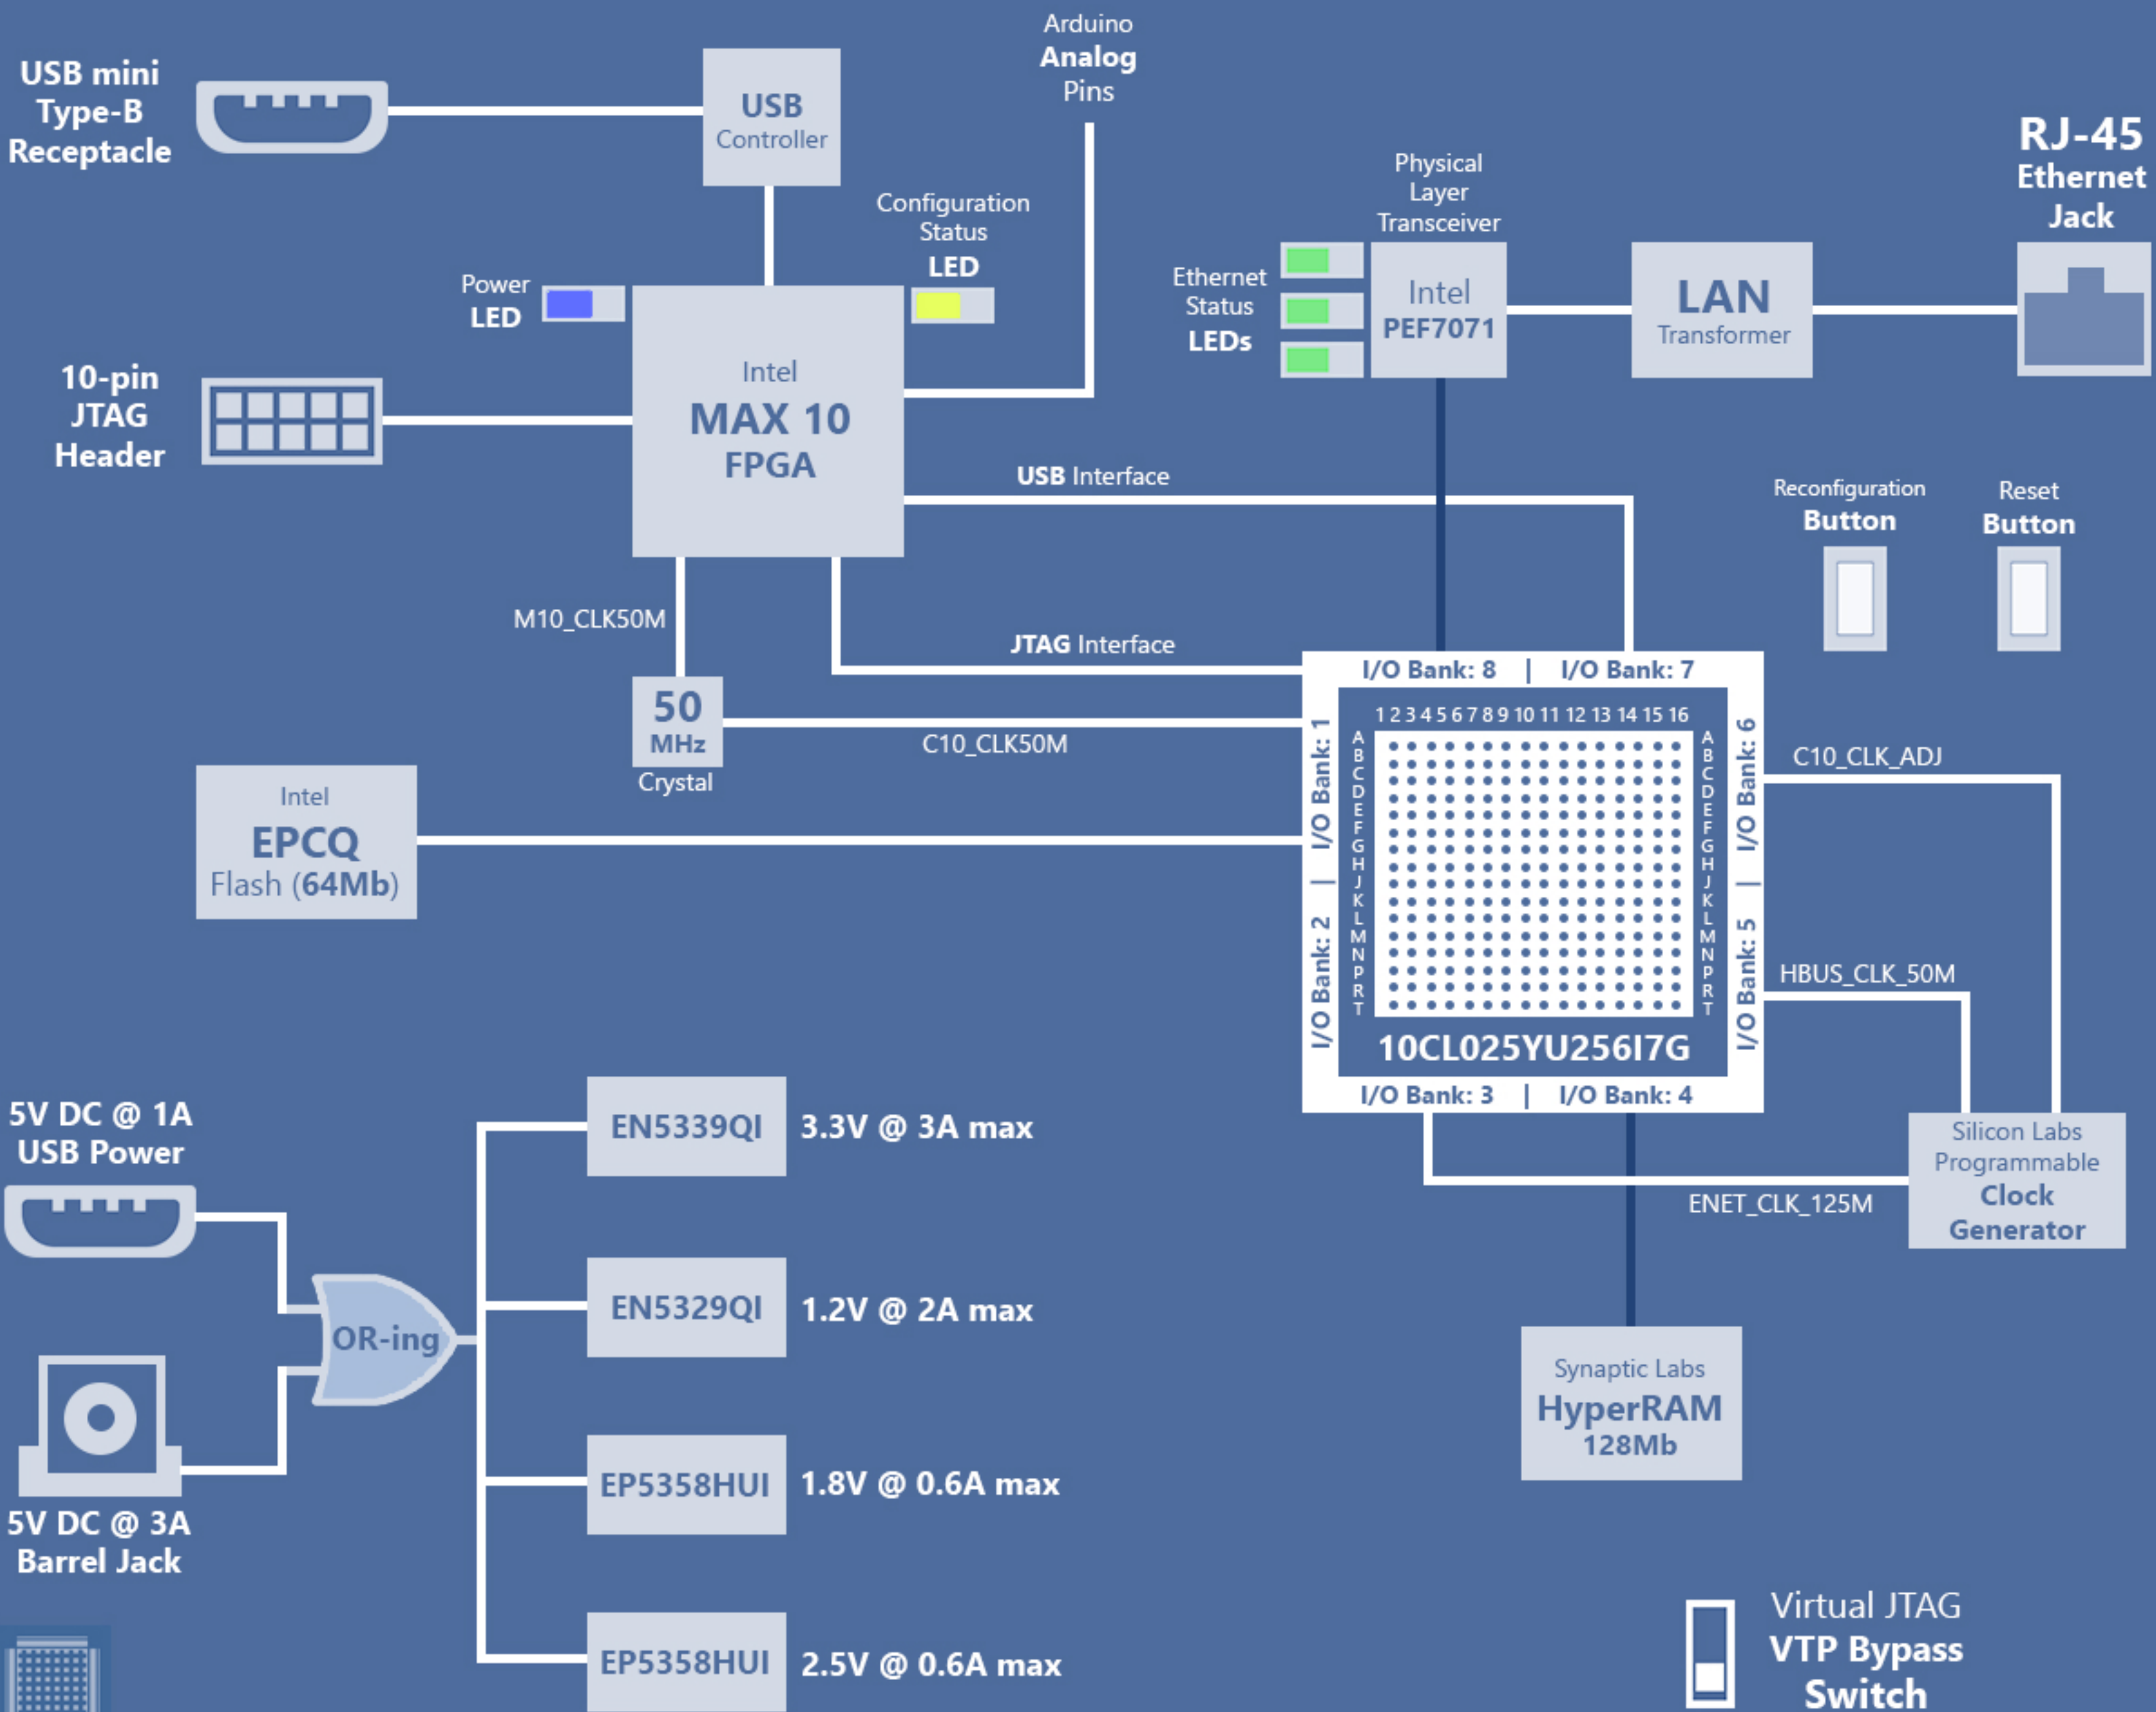 USB mini
Type-B
Receptacle
USB
Controller
Arduino
Analog
Pins
RJ-45
Ethernet
Jack
Physical
Layer
Transceiver
Configuration
Status
LED
Power
LED
Ethernet
Status
LEDs
Intel
PEF7071
LAN
Transformer
10-pin
JTAG
Header
Intel
MAX 10
FPGA
USB Interface
Reconfiguration
Button
Reset
Button
M10_CLK50M
JTAG Interface
50
MHz
Crystal
C10_CLK50M
Intel
EPCQ
Flash (64Mb)
I/O Bank: 8 | I/O Bank: 7
I/O Bank: 2 | I/O Bank: 1
1 2 3 4 5 6 7 8 9 10 11 12 13 14 15 16
A A
B B
C C
D D
E E
F F
G G
H H
J J
K K
L L
M M
N N
P P
R R
T T
I/O Bank: 5 | I/O Bank: 6
10CL025YU256I7G
I/O Bank: 3 | I/O Bank: 4
C10_CLK_ADJ
HBUS_CLK_50M
Silicon Labs
Programmable
Clock
Generator
ENET_CLK_125M
Synaptic Labs
HyperRAM
128Mb
5V DC @ 1A
USB Power
OR-ing
5V DC @ 3A
Barrel Jack
EN5339QI 3.3V @ 3A max
EN5329QI 1.2V @ 2A max
EP5358HUI 1.8V @ 0.6A max
EP5358HUI 2.5V @ 0.6A max
Virtual JTAG
VTP Bypass
Switch